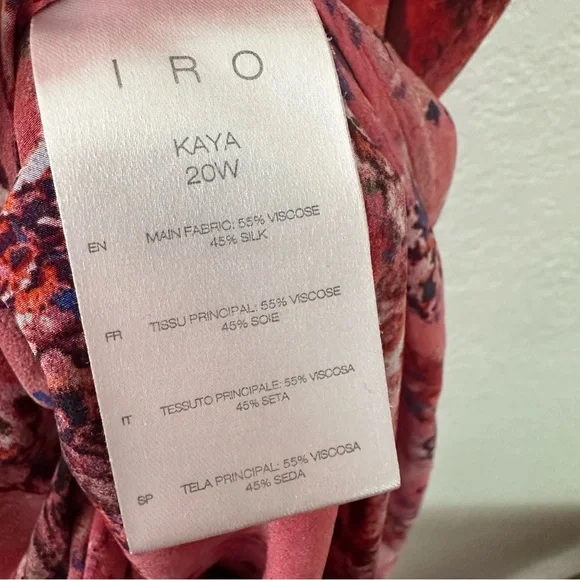 IRO
KAYA
20W
EN MAIN FABRIC: 55% VISCOSE
45% SILK
FR TISSU PRINCIPAL: 55% VISCOSE
45% SOIE
IT TESSUTO PRINCIPALE: 55% VISCOSA
45% SETA
SP TELA PRINCIPAL: 55% VISCOSA
45% SEDA